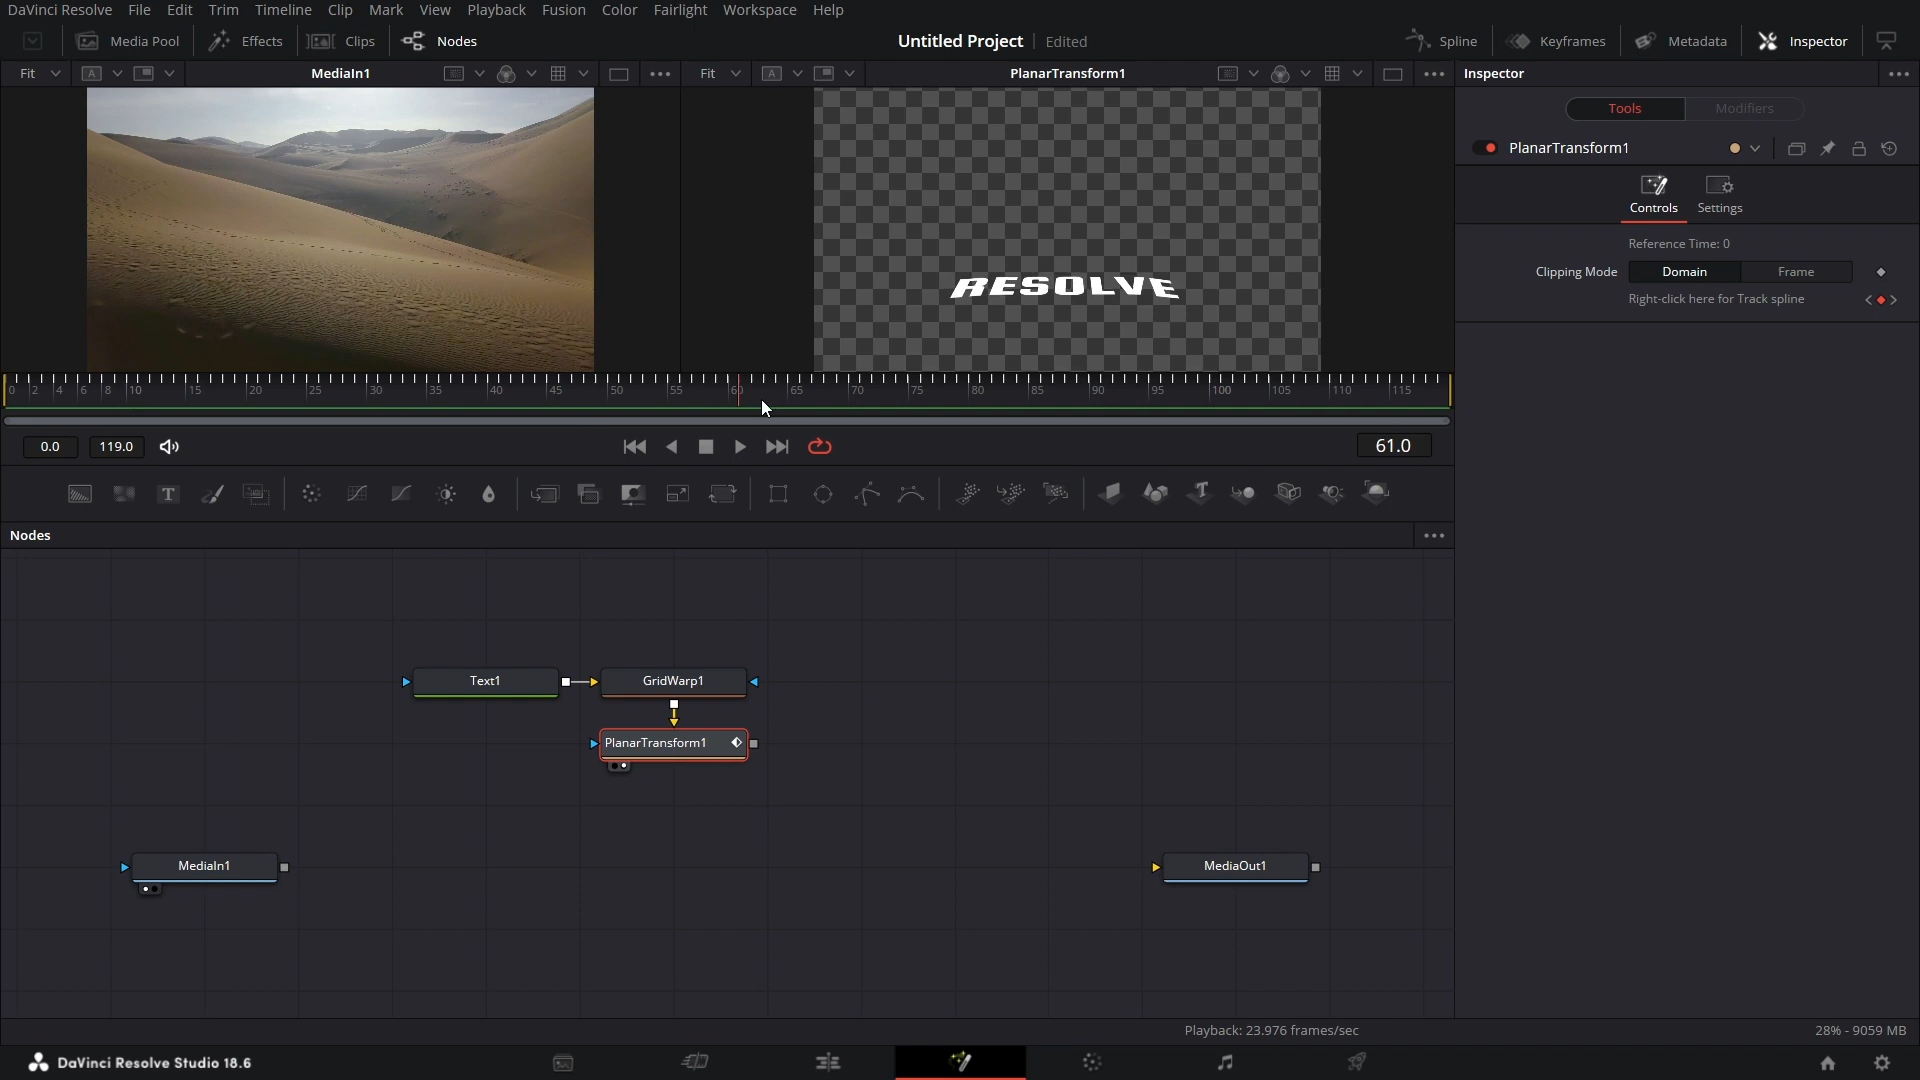 DaVinci Resolve File Edit Trim Timeline Clip Mark View Playback Fusion Color Fairlight Workspace Help
Media Pool Effects Clips Nodes Untitled Project Edited Spline Keyframes Metadata Inspector
Fit A MediaIn1 Fit A PlanarTransform1 Inspector
Tools Modifiers
PlanarTransform1
Controls Settings
Reference Time: 0
Clipping Mode Domain Frame
RESOLVE
Right-click here for Track spline
0 2 4 6 8 10 15 20 25 30 35 40 45 50 55 60 65 70 75 80 85 90 95 100 105 110 115
0.0 119.0 61.0
T T
Nodes
Text1 GridWarp1
PlanarTransform1
MediaIn1 MediaOut1
Playback: 23.976 frames/sec 28% - 9059 MB
DaVinci Resolve Studio 18.6